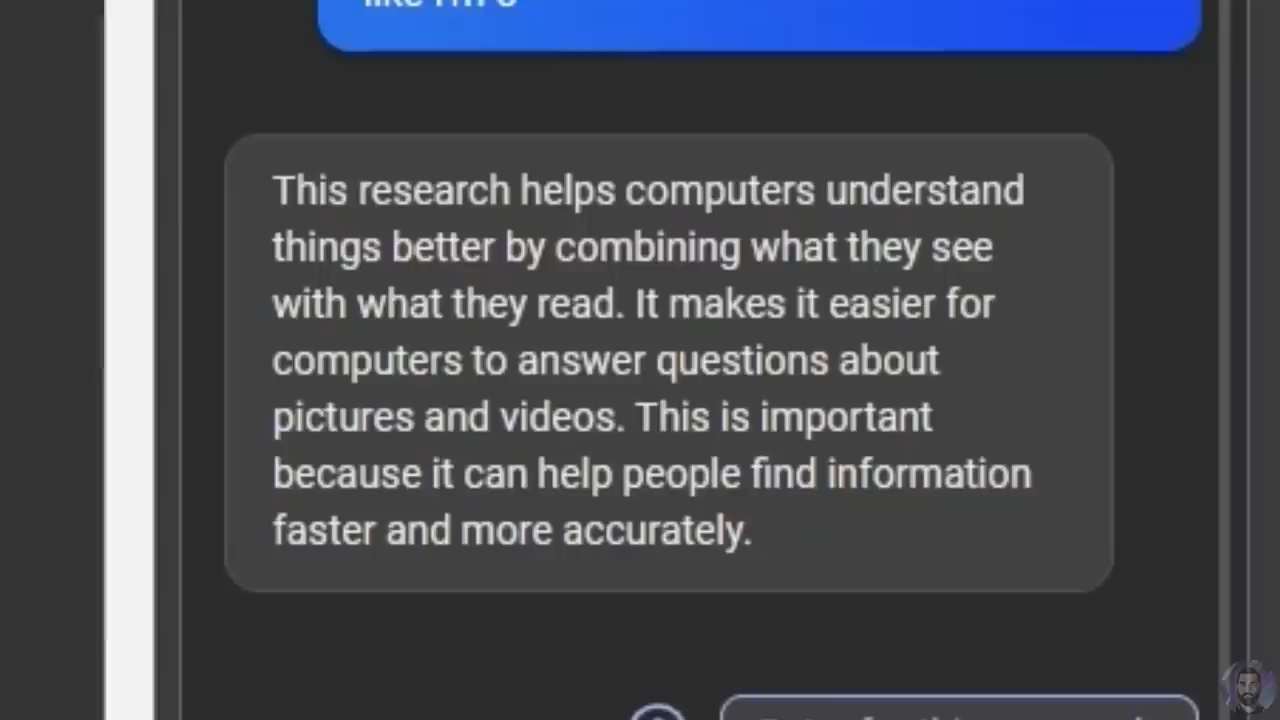 like I'm
This research helps computers understand
things better by combining what they see
with what they read. It makes it easier for
computers to answer questions about
pictures and videos. This is important
because it can help people find information
faster and more accurately.